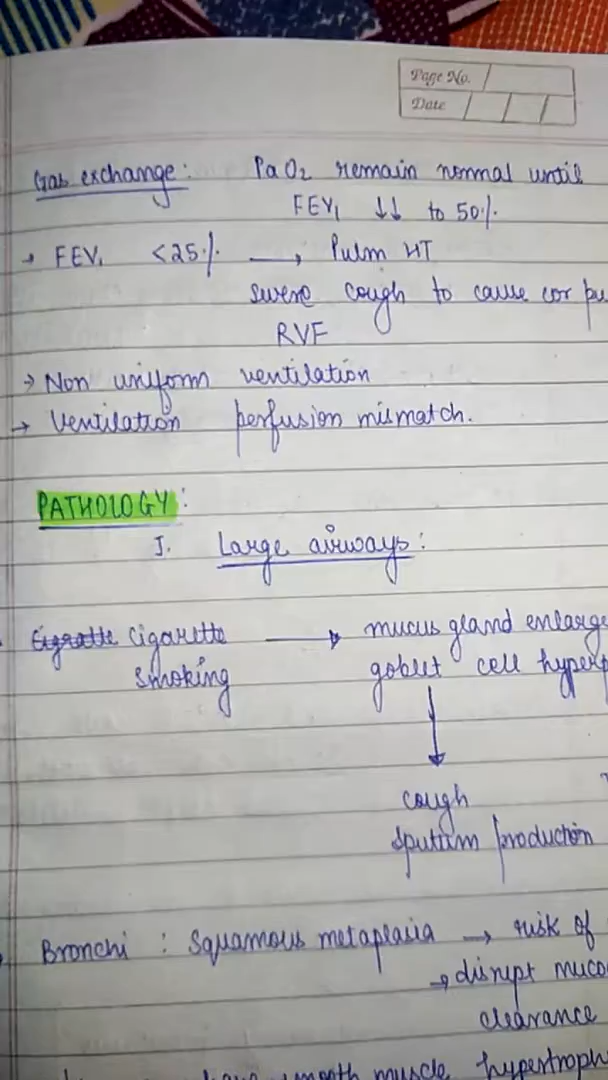 Page No.
Date
Gas exchange: PaO2 remain normal until
FEV1 ↓↓ to 50%.
→ FEV1 <25% → Pulm HT
severe cough to cause cor pu
RVF
→ Non uniform ventilation
→ Ventilation perfusion mismatch.
PATHOLOGY:
I. Large airways:
Cigarette → mucus gland enlarge
smoking goblet cell hyperp
↓
cough
sputum production
Bronchi : Squamous metaplasia → risk of
→ disrupt muco
clearance
smooth muscle hypertroph